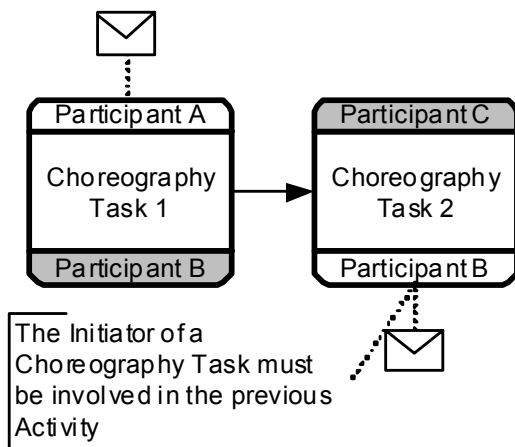 Participant A
Choreography
Task 1
Participant B
Participant C
Choreography
Task 2
Participant B
The Initiator of a
Choreography Task must
be involved in the previous
Activity